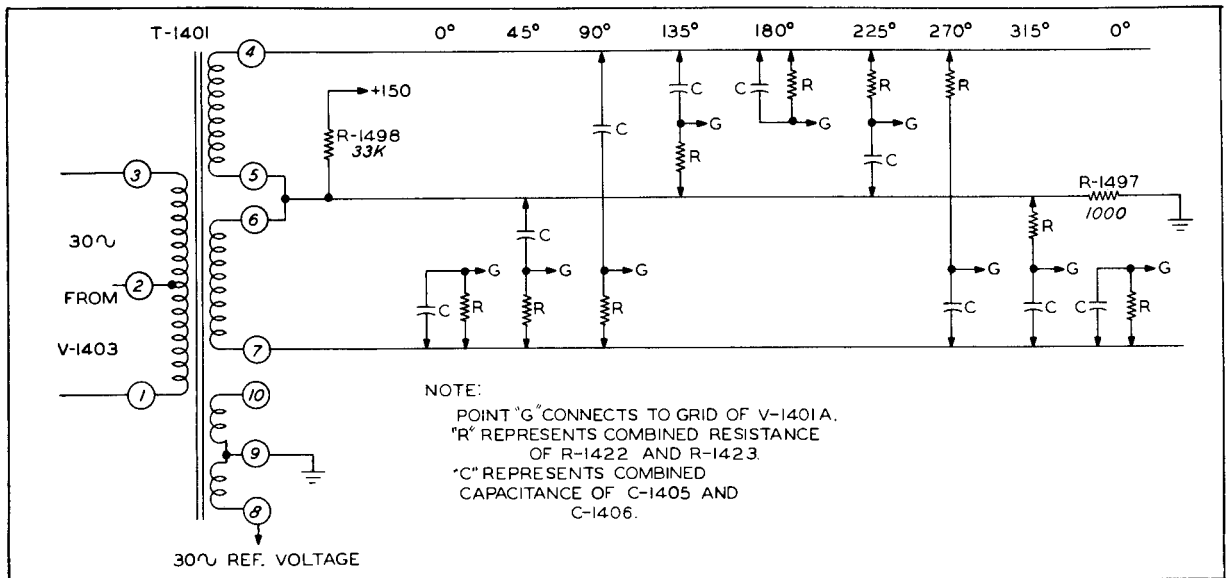 T-1401 0° 45° 90° 135° 180° 225° 270° 315° 0°
4
+150
C R C R R
G G
R-1498
33K
C
G
R C
3 5
R-1497
1000
6
C R
30∿
G G G G G
2
FROM
C R R R C C C R
V-1403
7
1 10
NOTE:
POINT "G" CONNECTS TO GRID OF V-1401A.
"R" REPRESENTS COMBINED RESISTANCE
OF R-1422 AND R-1423.
"C" REPRESENTS COMBINED
CAPACITANCE OF C-1405 AND
C-1406.
9
8
30∿ REF. VOLTAGE